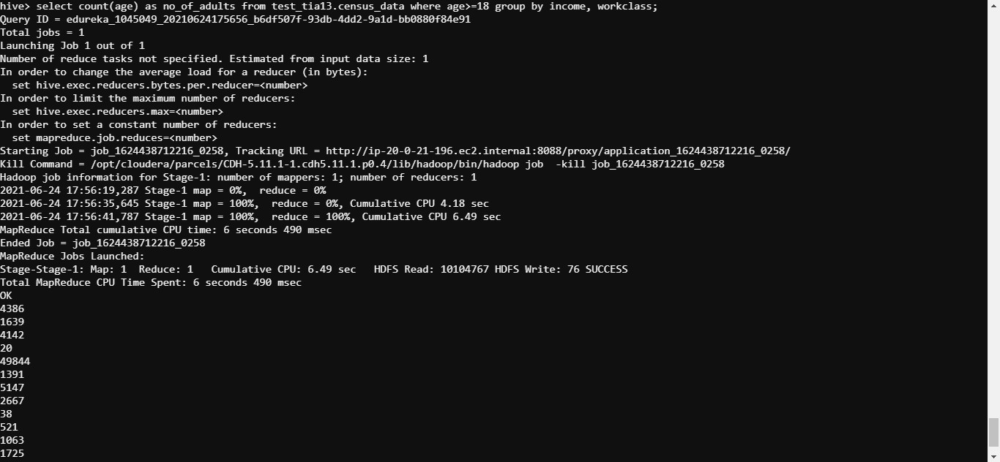 hive> select count(age) as no_of_adults from test_tia13.census_data where age>=18 group by income, workclass;
Query ID = edureka_1045049_20210624175656_b6df507f-93db-4dd2-9a1d-bb0880f84e91
Total jobs = 1
Launching Job 1 out of 1
Number of reduce tasks not specified. Estimated from input data size: 1
In order to change the average load for a reducer (in bytes):
  set hive.exec.reducers.bytes.per.reducer=<number>
In order to limit the maximum number of reducers:
  set hive.exec.reducers.max=<number>
In order to set a constant number of reducers:
  set mapreduce.job.reduces=<number>
Starting Job = job_1624438712216_0258, Tracking URL = http://ip-20-0-21-196.ec2.internal:8088/proxy/application_1624438712216_0258/
Kill Command = /opt/cloudera/parcels/CDH-5.11.1-1.cdh5.11.1.p0.4/lib/hadoop/bin/hadoop job  -kill job_1624438712216_0258
Hadoop job information for Stage-1: number of mappers: 1; number of reducers: 1
2021-06-24 17:56:19,287 Stage-1 map = 0%,  reduce = 0%
2021-06-24 17:56:35,645 Stage-1 map = 100%,  reduce = 0%, Cumulative CPU 4.18 sec
2021-06-24 17:56:41,787 Stage-1 map = 100%,  reduce = 100%, Cumulative CPU 6.49 sec
MapReduce Total cumulative CPU time: 6 seconds 490 msec
Ended Job = job_1624438712216_0258
MapReduce Jobs Launched:
Stage-Stage-1: Map: 1  Reduce: 1   Cumulative CPU: 6.49 sec   HDFS Read: 10104767 HDFS Write: 76 SUCCESS
Total MapReduce CPU Time Spent: 6 seconds 490 msec
OK
4386
1639
4142
20
49844
1391
5147
2667
38
521
1063
1725